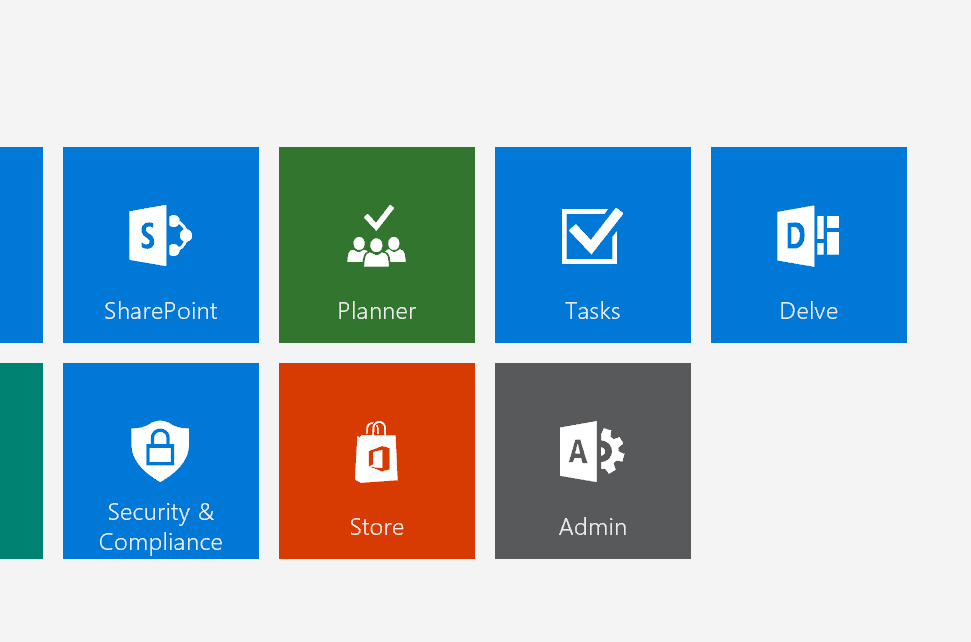 S
D
SharePoint
Planner
Tasks
Delve
A
Security &
Compliance
Store
Admin